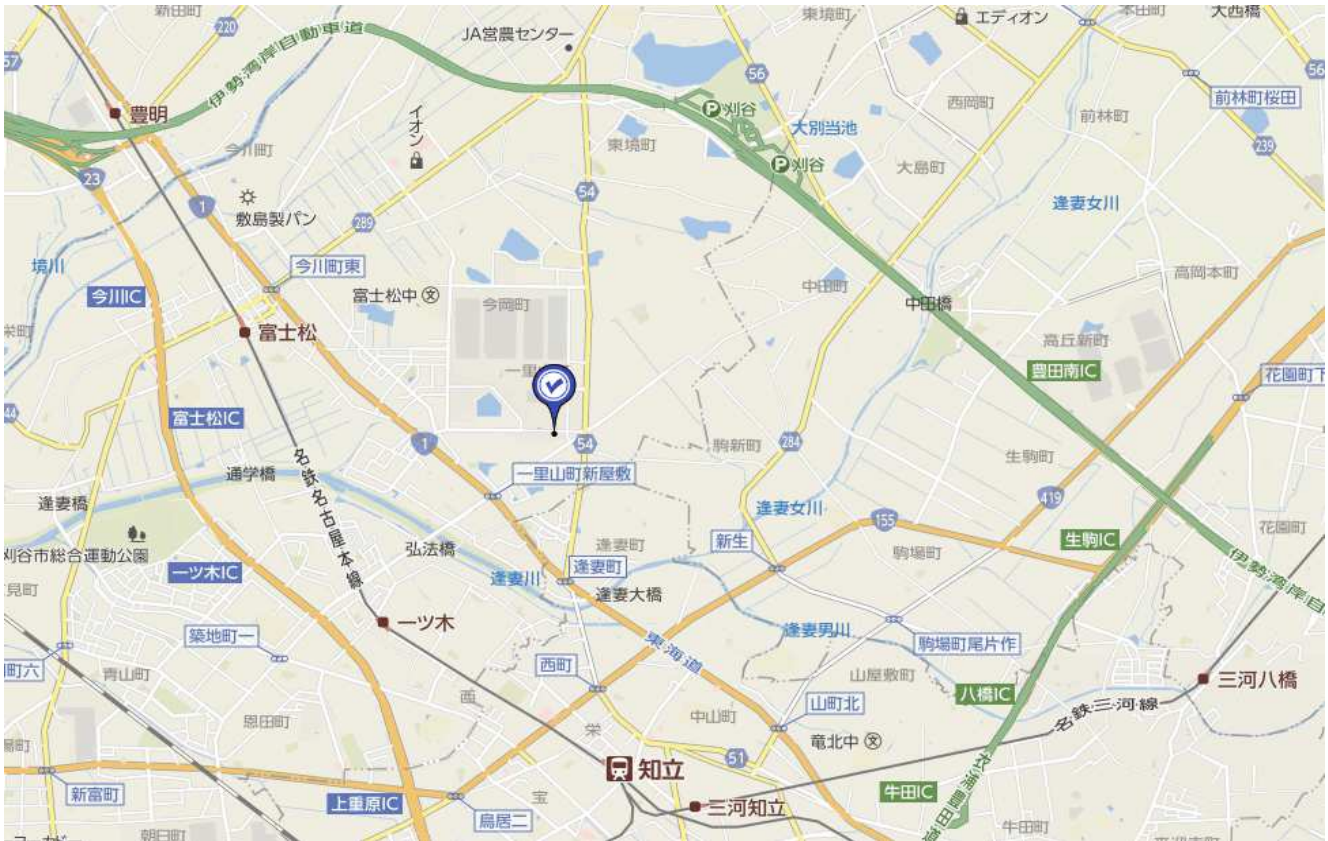 新田町
220
57
伊勢湾岸自動車道
JA営農センター
東境町
エディオン
本田町
大西橋
56
56
前林町桜田
豊明
イオン
刈谷
大別当池
西岡町
前林町
239
今川町
東境町
刈谷
大島町
23
1
敷島製パン
54
逢妻女川
289
境川
今川町東
高岡本町
今川IC
富士松中
今岡町
中田町
中田橋
富士松
高丘新町
豊田南IC
花園町下
富士松IC
44
1
54
駒新町
284
生駒町
通学橋
一里山町新屋敷
419
逢妻橋
名鉄名古屋本線
逢妻女川
155
花園町
刈谷市総合運動公園
弘法橋
逢妻町
新生
駒場町
生駒IC
一ツ木IC
逢妻川
逢妻町
逢妻大橋
伊勢湾岸自
一ツ木
逢妻男川
築地町一
東海道
駒場町尾片作
町六
青山町
西町
山屋敷町
八橋IC
三河八橋
恩田町
中山町
山町北
名鉄三河線
栄
竜北中
51
知立
新富町
上重原IC
宝
三河知立
牛田IC
衣浦豊田道
鳥居二
牛田町
朝日町